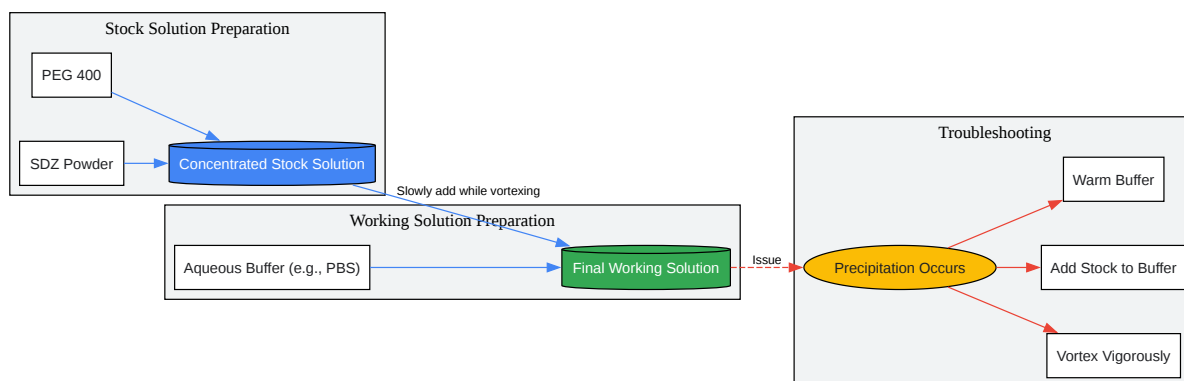 Stock Solution Preparation
PEG 400
SDZ Powder
Concentrated Stock Solution
Slowly add while vortexing
Working Solution Preparation
Aqueous Buffer (e.g., PBS)
Final Working Solution
Issue
Troubleshooting
Precipitation Occurs
Warm Buffer
Add Stock to Buffer
Vortex Vigorously